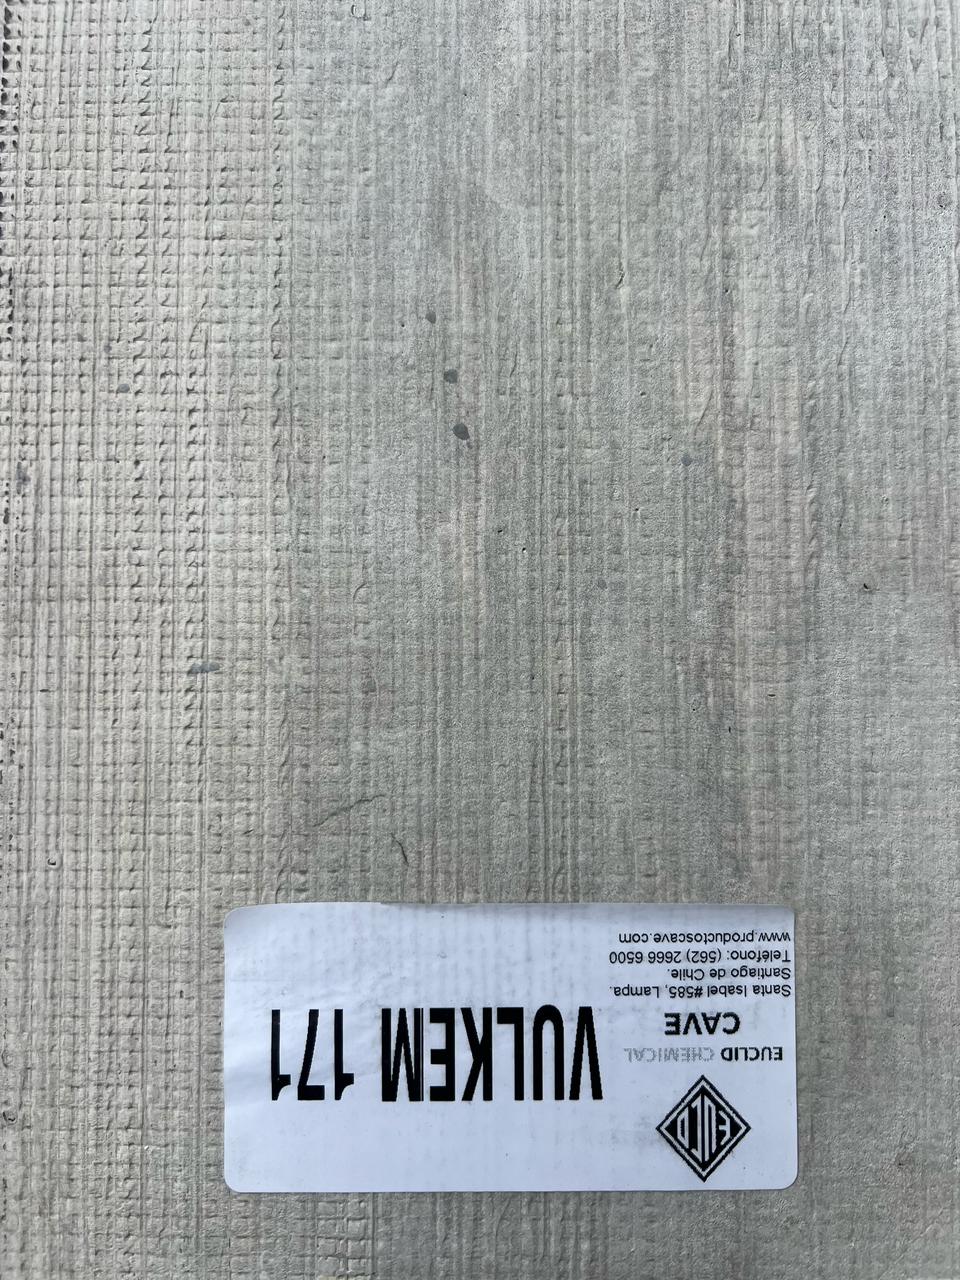 EUCLID
EUCLID CHEMICAL
CAVE
Santa Isabel #585, Lampa.
Santiago de Chile.
Teléfono: (562) 2666 6500
www.productoscave.com
VULKEM 171